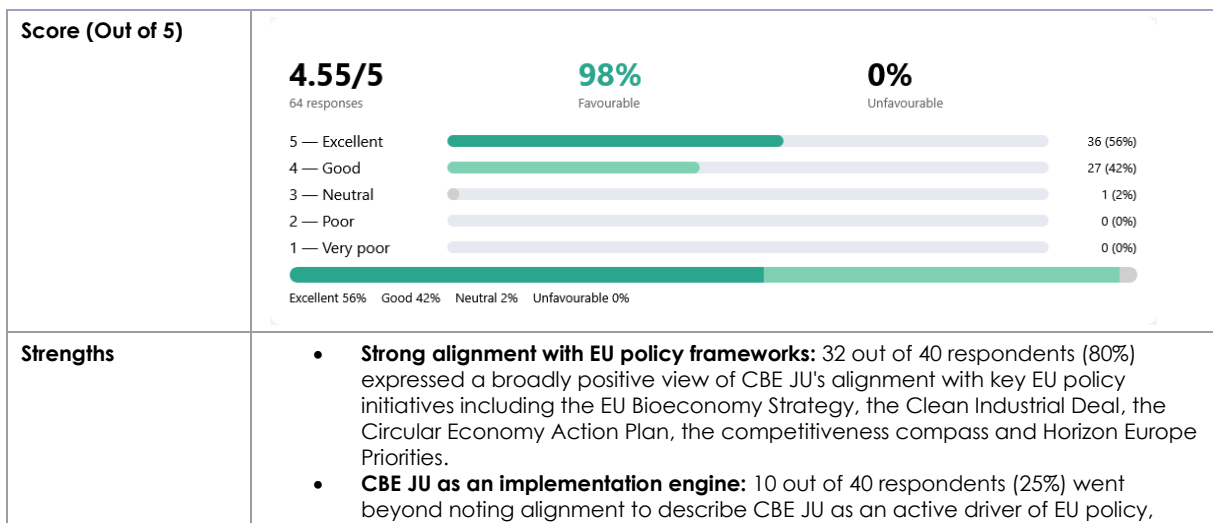 Score (Out of 5)
4.55/5
98%
0%
64 responses
Favourable
Unfavourable
5 — Excellent
36 (56%)
4 — Good
27 (42%)
3 — Neutral
1 (2%)
2 — Poor
0 (0%)
1 — Very poor
0 (0%)
Excellent 56% Good 42% Neutral 2% Unfavourable 0%
Strengths
• Strong alignment with EU policy frameworks: 32 out of 40 respondents (80%)
expressed a broadly positive view of CBE JU's alignment with key EU policy
initiatives including the EU Bioeconomy Strategy, the Clean Industrial Deal, the
Circular Economy Action Plan, the competitiveness compass and Horizon Europe
Priorities.
• CBE JU as an implementation engine: 10 out of 40 respondents (25%) went
beyond noting alignment to describe CBE JU as an active driver of EU policy,